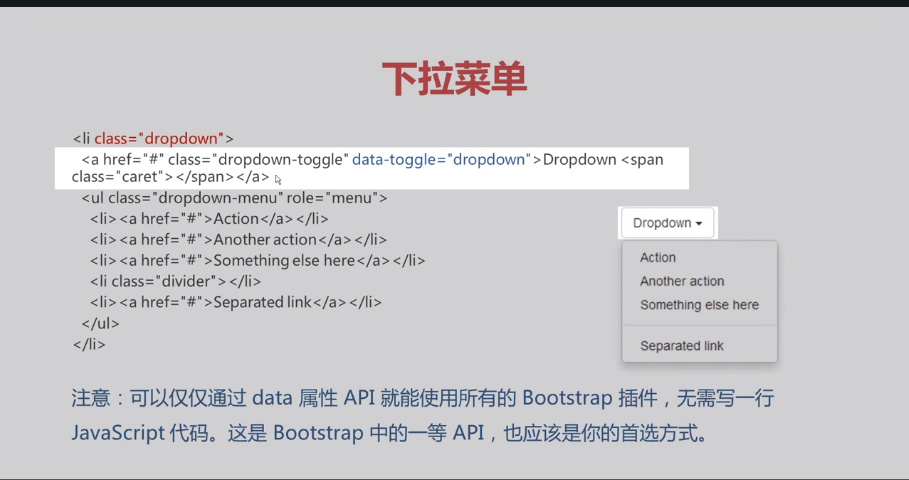 下拉菜单
<li class="dropdown">
<a href="#" class="dropdown-toggle" data-toggle="dropdown">Dropdown <span
class="caret"></span></a>
<ul class="dropdown-menu" role="menu">
<li><a href="#">Action</a></li>
<li><a href="#">Another action</a></li>
<li><a href="#">Something else here</a></li>
<li class="divider"></li>
<li><a href="#">Separated link</a></li>
</ul>
</li>
Dropdown
Action
Another action
Something else here
Separated link
注意：可以仅仅通过 data 属性 API 就能使用所有的 Bootstrap 插件，无需写一行
JavaScript 代码。这是 Bootstrap 中的一等 API，也应该是你的首选方式。